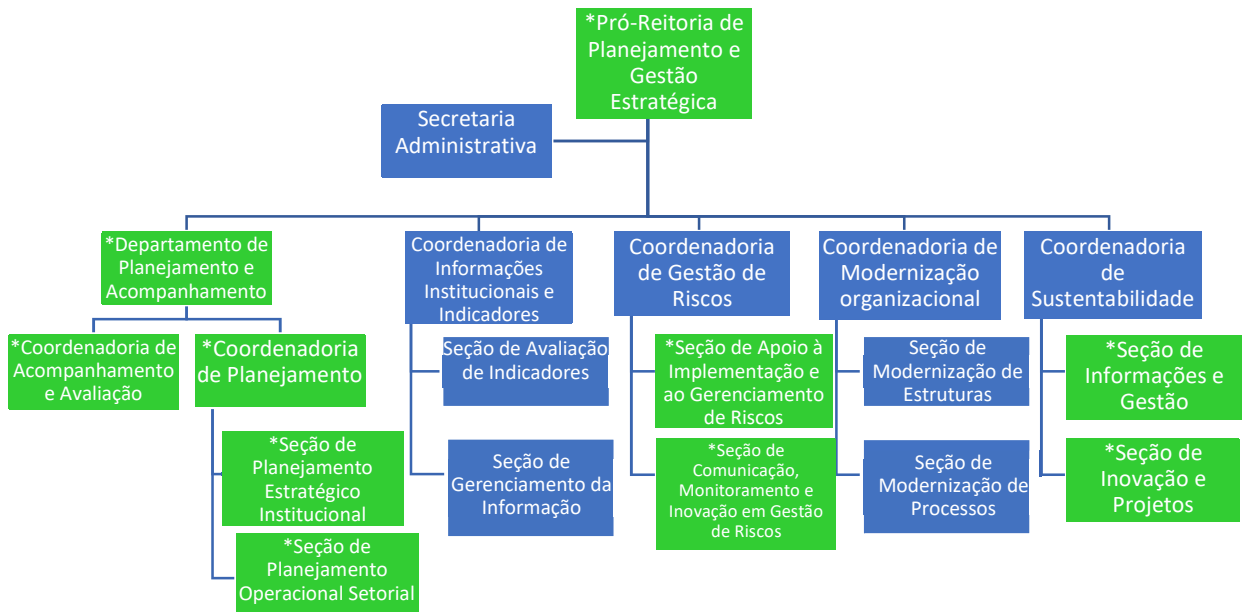 *Pró-Reitoria de
Planejamento e
Gestão
Estratégica
Secretaria
Administrativa
*Departamento de
Planejamento e
Acompanhamento
*Coordenadoria de
Acompanhamento
e Avaliação
*Coordenadoria
de Planejamento
*Seção de
Planejamento
Estratégico
Institucional
*Seção de
Planejamento
Operacional Setorial
Coordenadoria de
Informações
Institucionais e
Indicadores
Seção de Avaliação
de Indicadores
Seção de
Gerenciamento da
Informação
Coordenadoria
de Gestão de
Riscos
*Seção de Apoio à
Implementação e
ao Gerenciamento
de Riscos
*Seção de
Comunicação,
Monitoramento e
Inovação em Gestão
de Riscos
Coordenadoria de
Modernização
organizacional
Seção de
Modernização de
Estruturas
Seção de
Modernização de
Processos
Coordenadoria
de
Sustentabilidade
*Seção de
Informações e
Gestão
*Seção de
Inovação e
Projetos